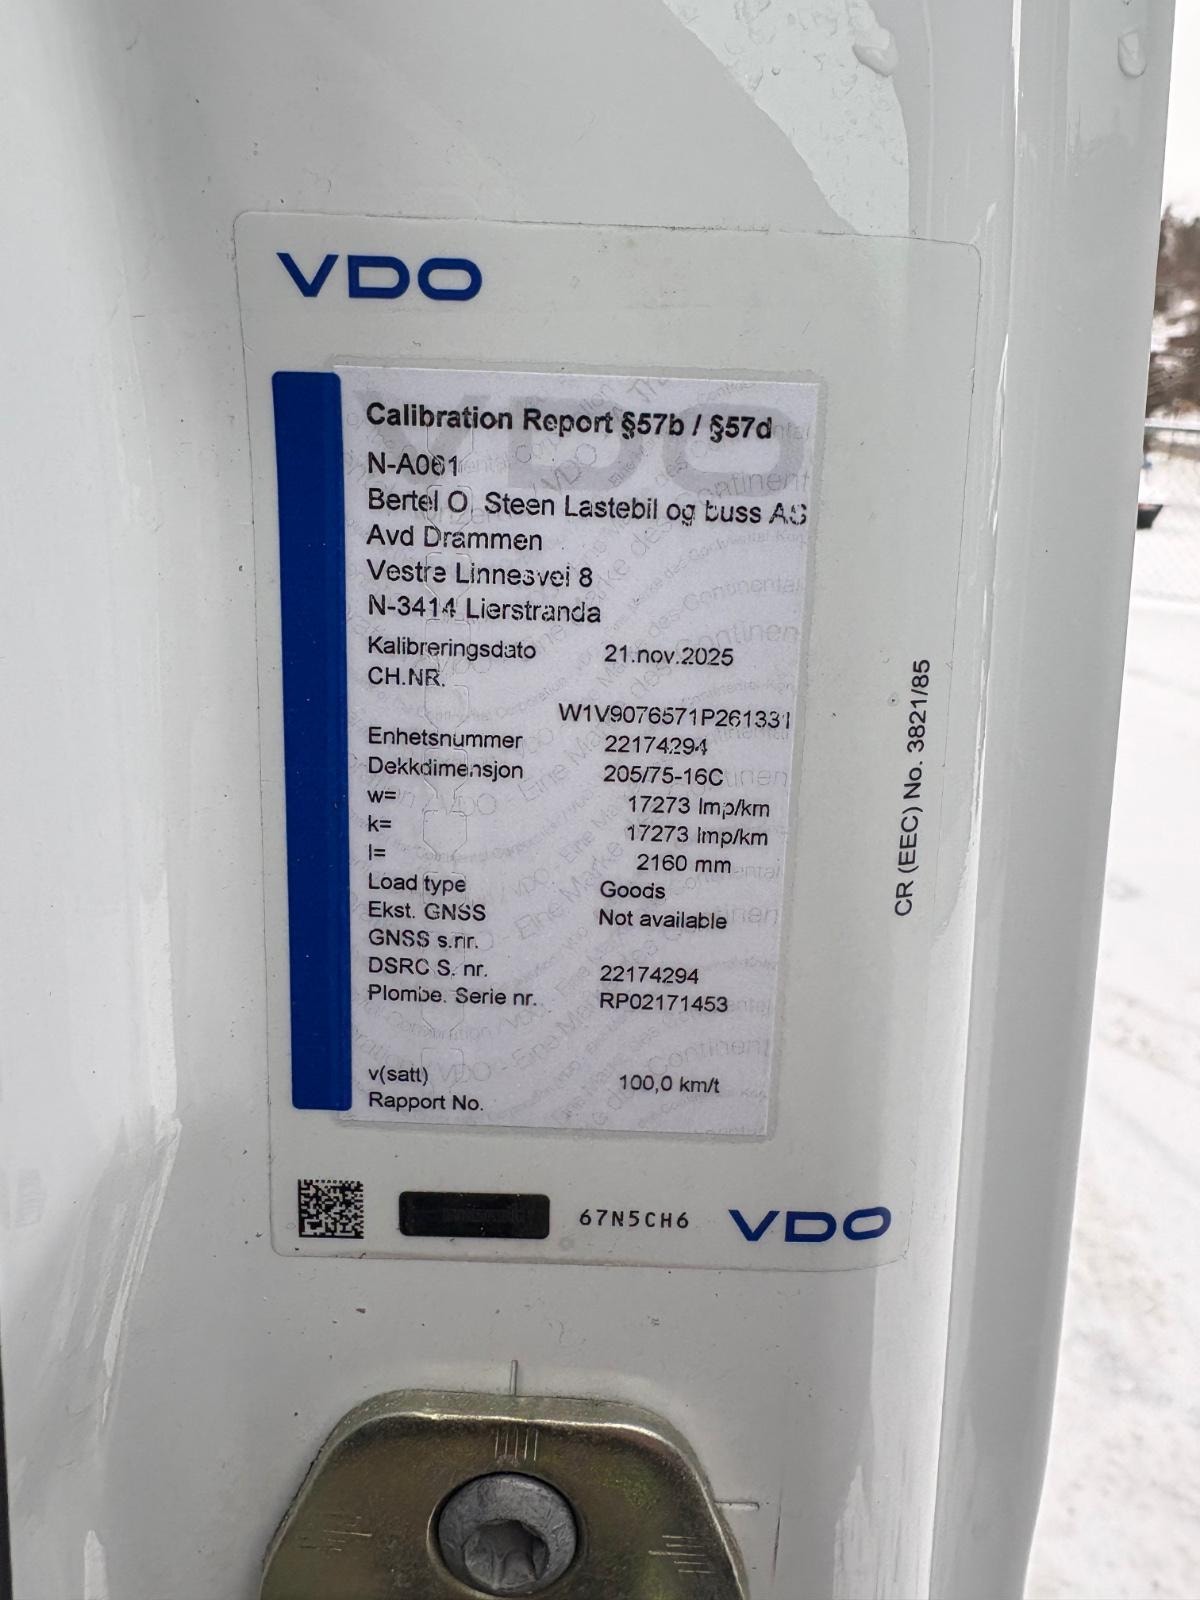 VDO
Calibration Report §57b / §57d
N-A061
Bertel O. Steen Lastebil og buss AS
Avd Drammen
Vestre Linnesvei 8
N-3414 Lierstranda
Kalibreringsdato 21.nov.2025
CH.NR.
W1V9076571P261331
Enhetsnummer 22174294
Dekkdimensjon 205/75-16C
w= 17273 Imp/km
k= 17273 Imp/km
l= 2160 mm
Load type Goods
Ekst. GNSS Not available
GNSS s.nr.
DSRC S. nr. 22174294
Plombe. Serie nr. RP02171453
v(satt) 100,0 km/t
Rapport No.
67N5CH6 VDO
CR (EEC) No. 3821/85